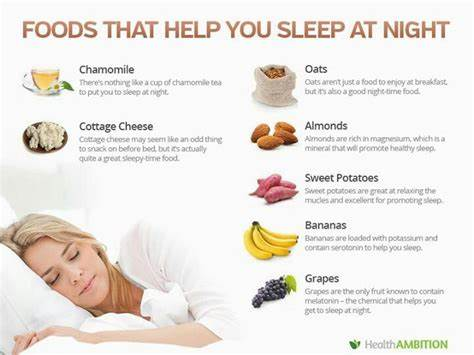 FOODS THAT HELP YOU SLEEP AT NIGHT
Chamomile
There's nothing like a cup of chamomile tea
to put you to sleep at night.
Cottage Cheese
Cottage cheese may seem like an odd thing
to snack on before bed, but it's actually
quite a great sleepy-time food.
Oats
Oats aren't just a food to enjoy at breakfast,
but it's also a good night-time food.
Almonds
Almonds are rich in magnesium, which is a
mineral that will promote healthy sleep.
Sweet Potatoes
Sweet potatoes are great at relaxing the
muscles and excellent for promoting sleep.
Bananas
Bananas are loaded with potassium and
contain serotonin to help you sleep.
Grapes
Grapes are the only fruit known to contain
melatonin – the chemical that helps you
get to sleep at night.
HealthAMBITION